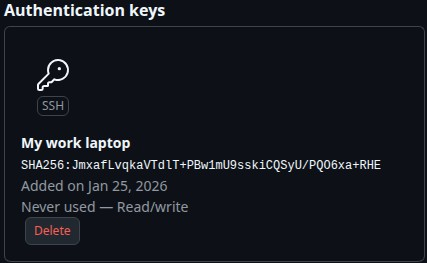 Authentication keys
SSH
My work laptop
SHA256:JmxafLvqkaVTdlT+PBw1mU9sskiCQSyU/PQO6xa+RHE
Added on Jan 25, 2026
Never used — Read/write
Delete